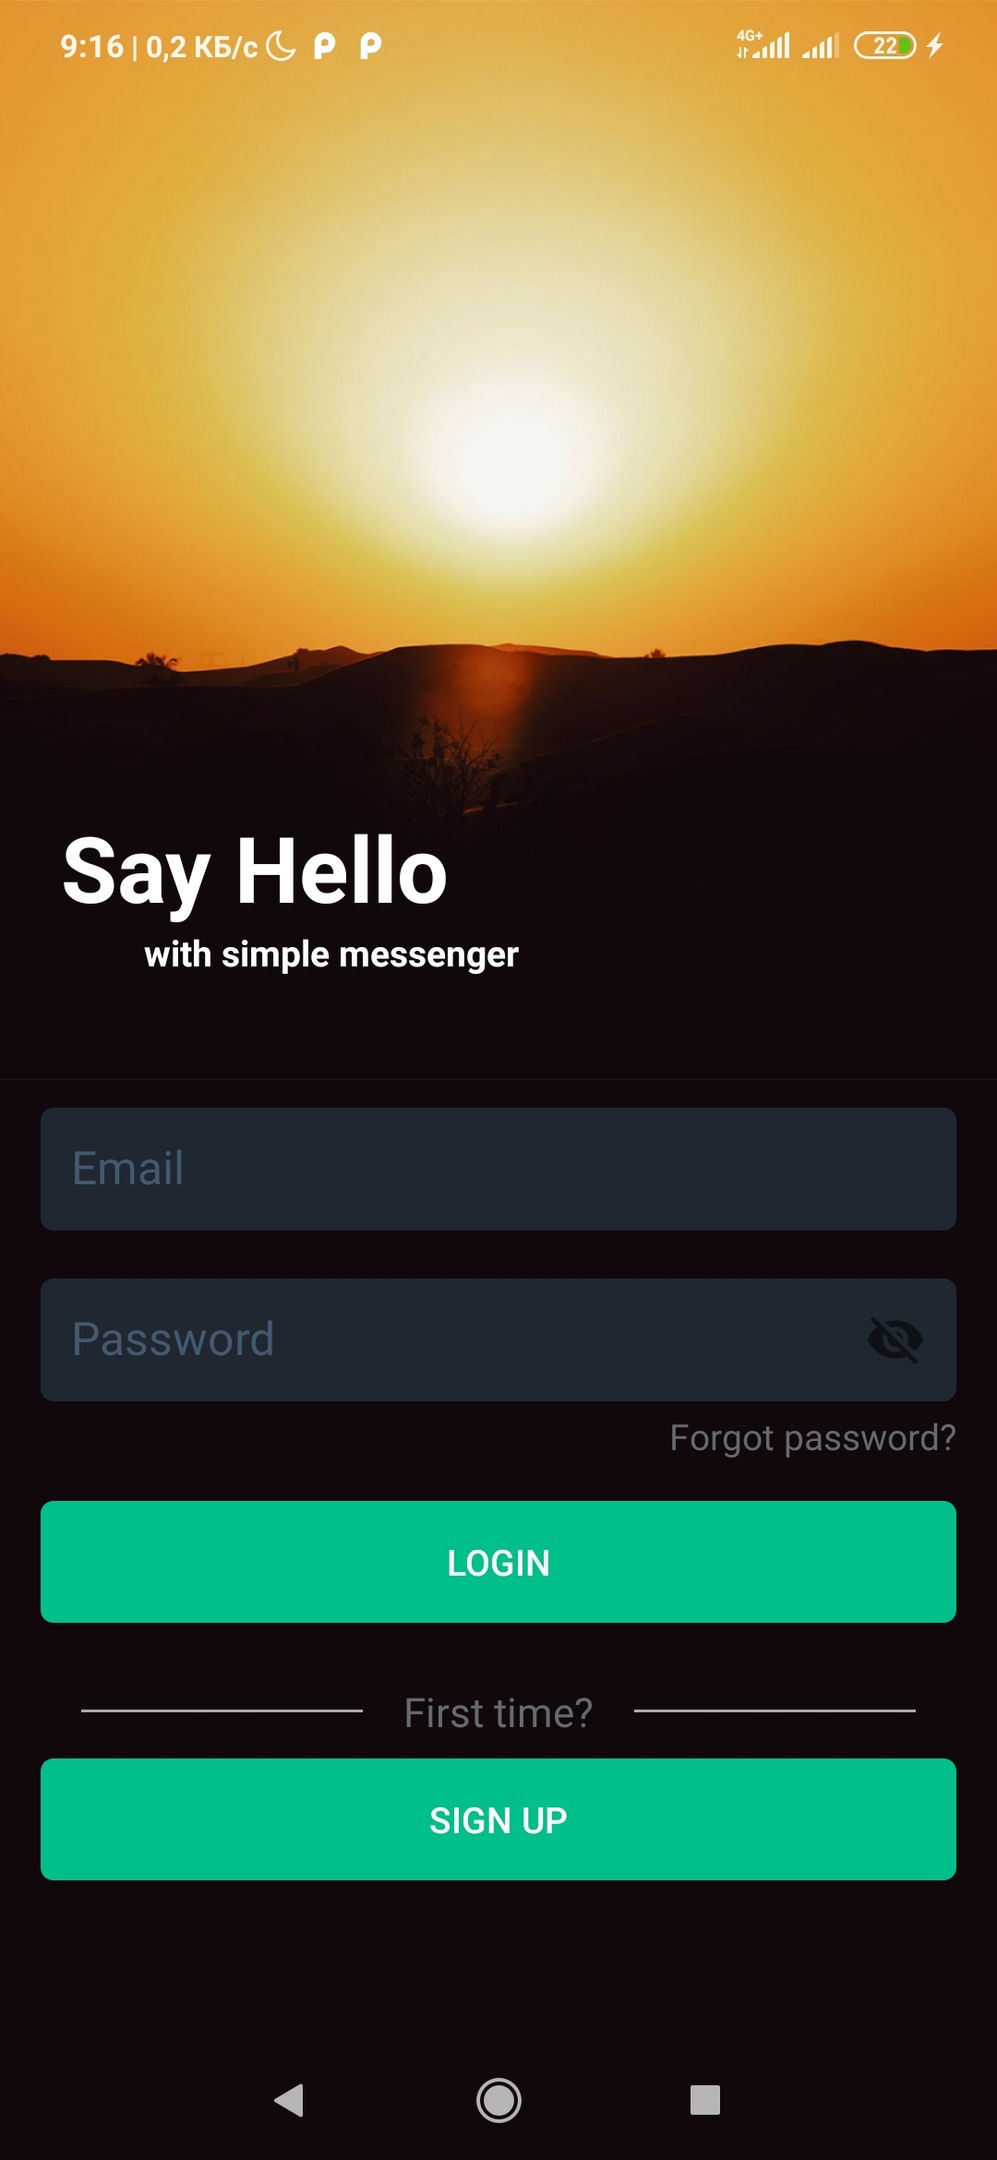 9:16 | 0,2 КБ/с
4G+
22
Say Hello
with simple messenger
Email
Password
Forgot password?
LOGIN
First time?
SIGN UP